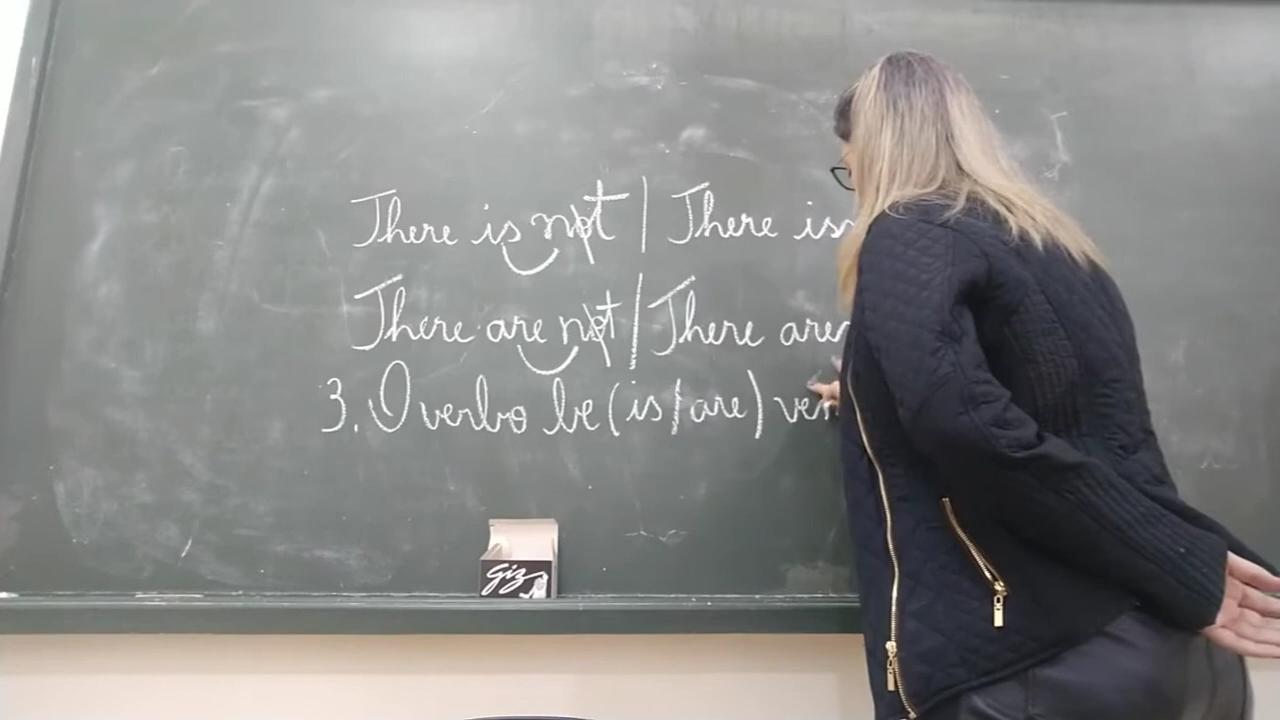 There is not | There is
There are not | There are
3. O verbo be (is/are)
giz